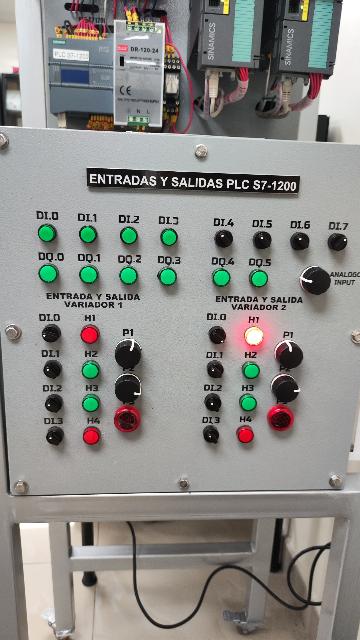 SINAMICS
SINAMICS
PLC S7-1200
DR-120-24
L N
ENTRADAS Y SALIDAS PLC S7-1200
DI.0 DI.1 DI.2 DI.3 DI.4 DI.5 DI.6 DI.7
DQ.0 DQ.1 DQ.2 DQ.3 DQ.4 DQ.5
ANALOGO
INPUT
ENTRADA Y SALIDA
VARIADOR 1
DI.0 H1 P1
DI.1 H2
DI.2 H3
DI.3 H4
ENTRADA Y SALIDA
VARIADOR 2
DI.0 H1 P1
DI.1 H2
DI.2 H3
DI.3 H4